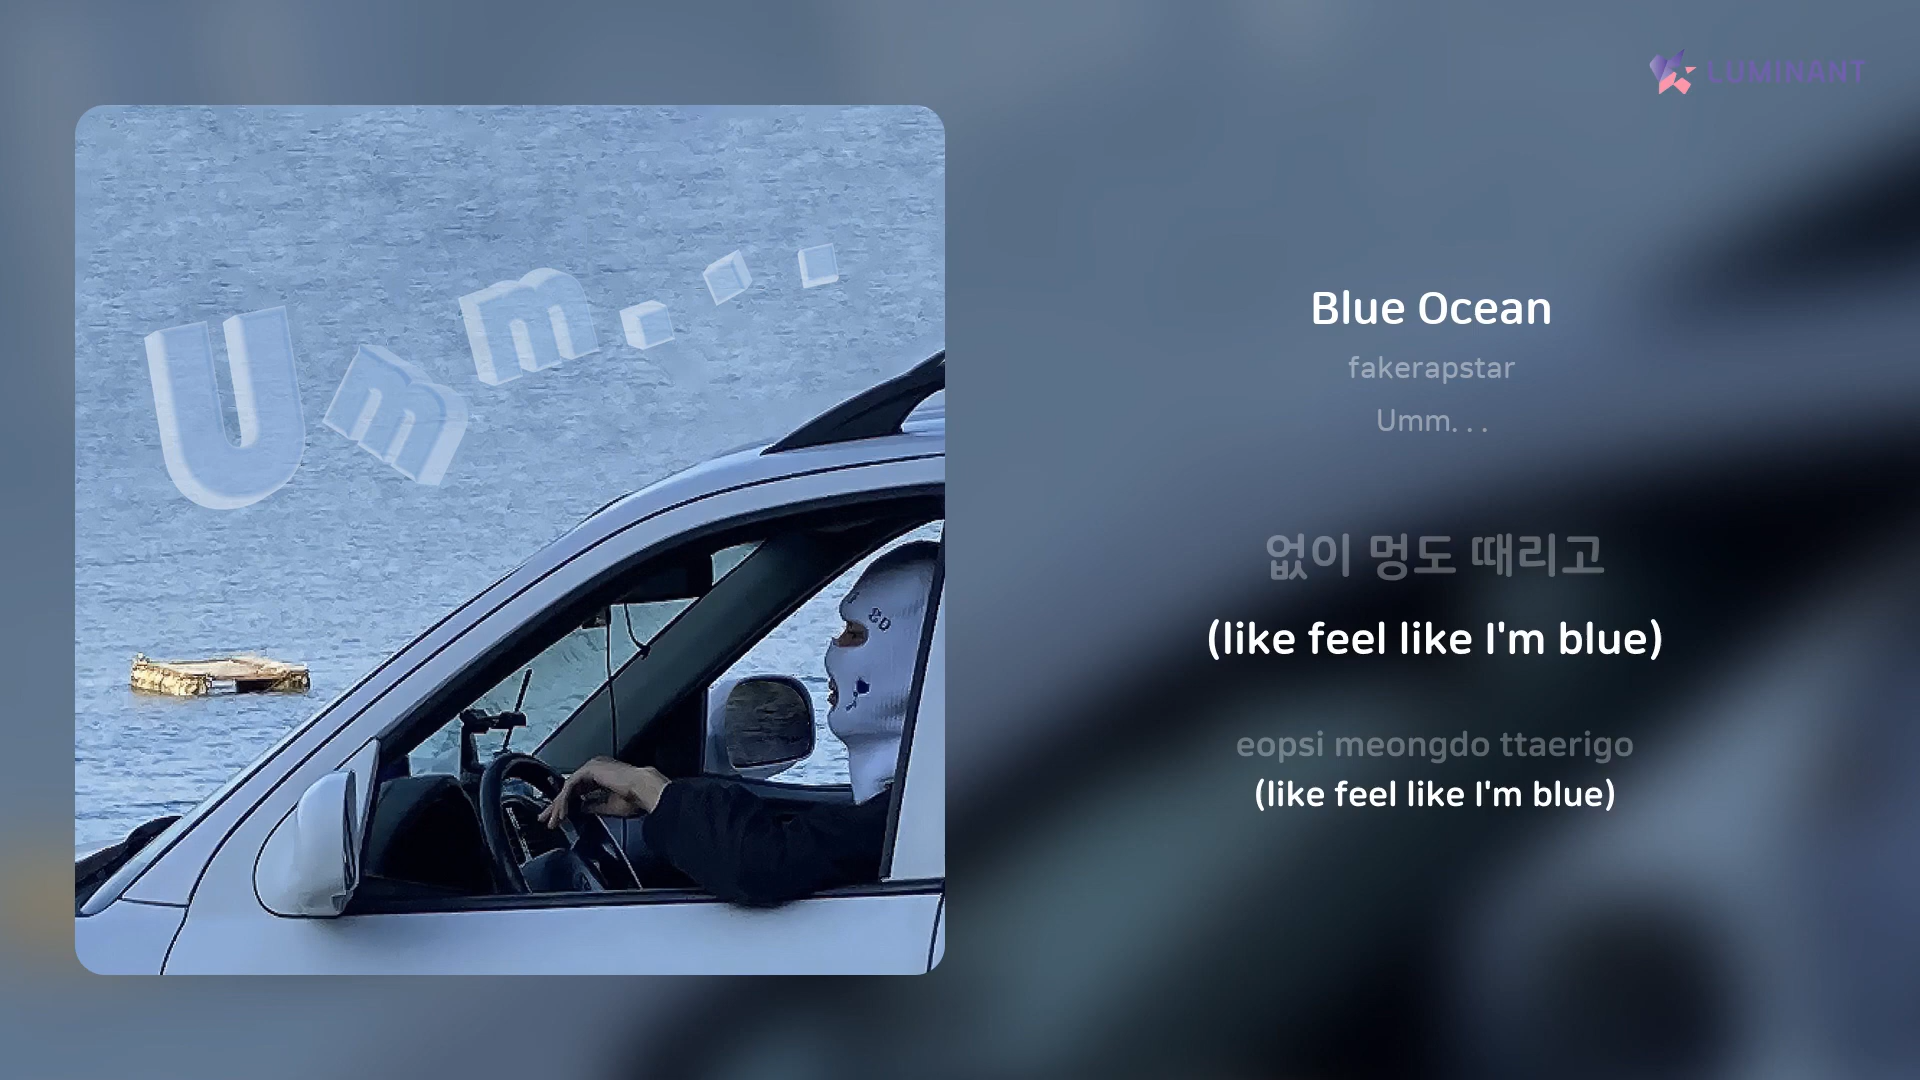 Umm...
LUMINANT
Blue Ocean
fakerapstar
Umm. . .
없이 멍도 때리고
(like feel like I'm blue)
eopsi meongdo ttaerigo
(like feel like I'm blue)